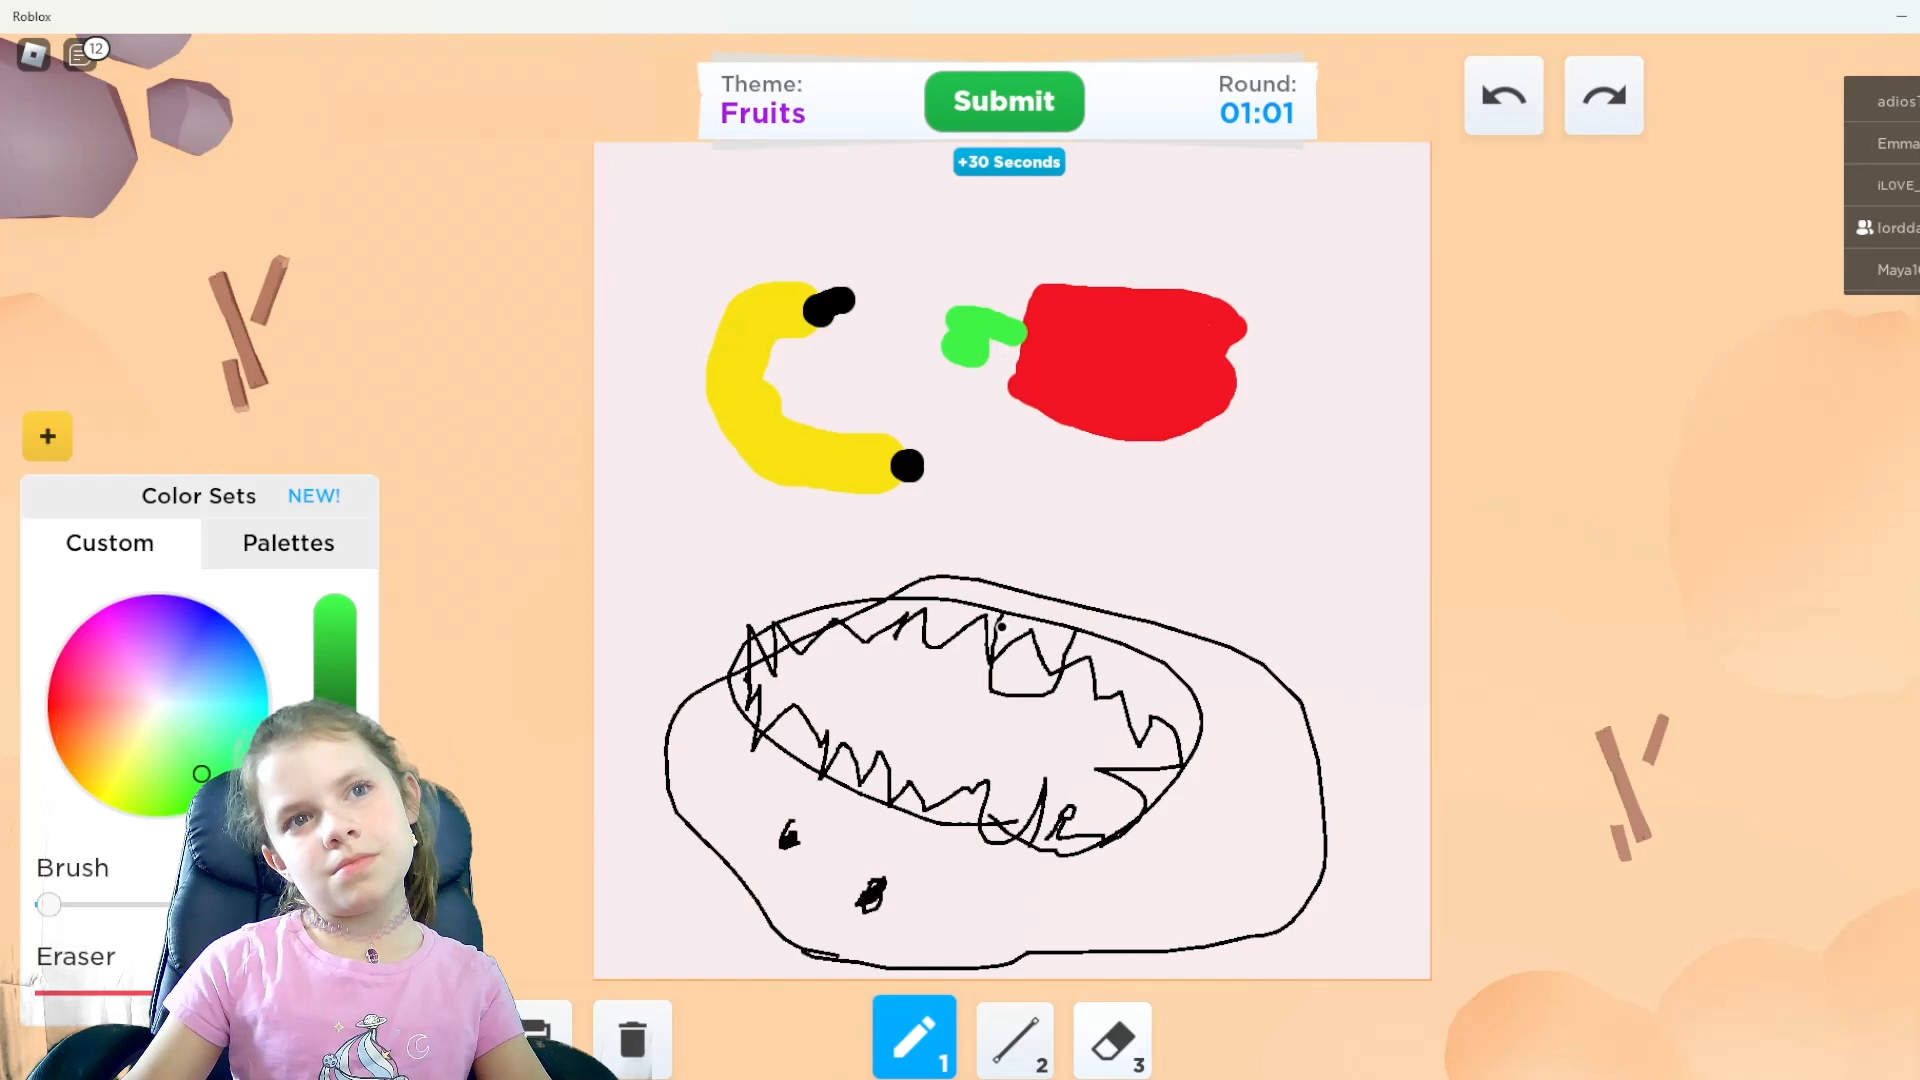 Roblox
12
Theme:
Fruits
Submit
Round:
01:01
+30 Seconds
adios
Emma
iLOVE_
lordda
Maya1
+
Color Sets NEW!
Custom
Palettes
Brush
Eraser
1
2
3